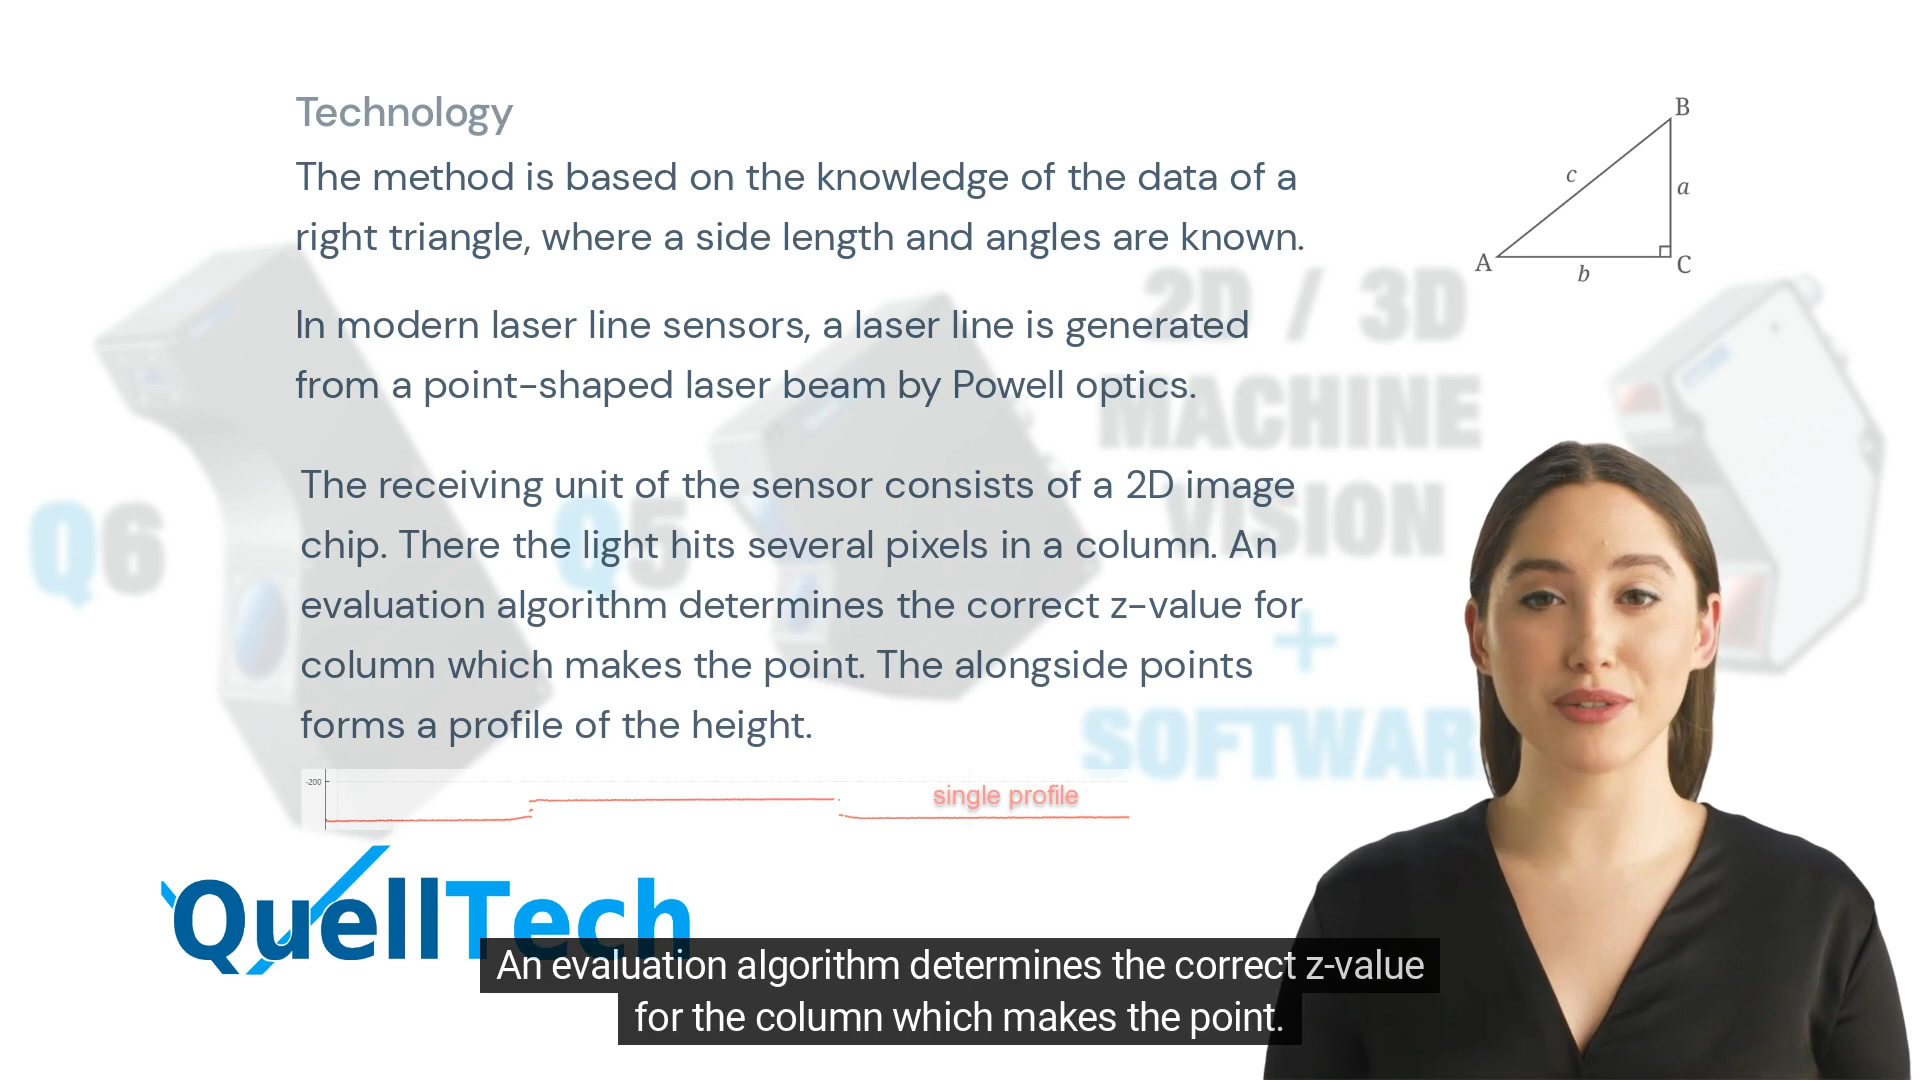 Technology
The method is based on the knowledge of the data of a
right triangle, where a side length and angles are known.
In modern laser line sensors, a laser line is generated
from a point-shaped laser beam by Powell optics.
The receiving unit of the sensor consists of a 2D image
chip. There the light hits several pixels in a column. An
evaluation algorithm determines the correct z-value for
column which makes the point. The alongside points
forms a profile of the height.
B
c
a
A
b
C
2D / 3D
MACHINE
VISION
+
SOFTWAR
Q6
Q5
-200
single profile
QuellTech
An evaluation algorithm determines the correct z-value
for the column which makes the point.